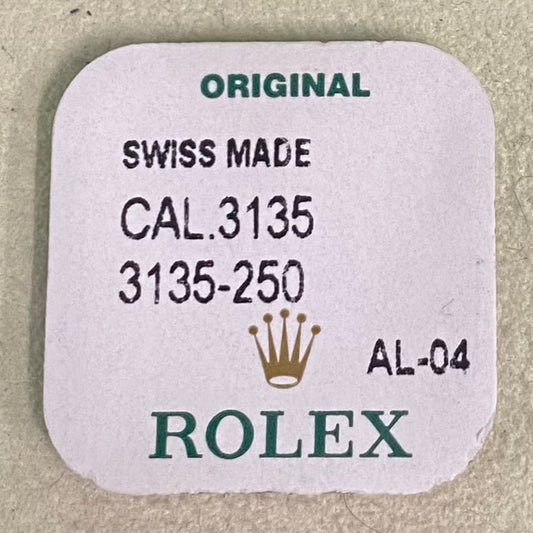 ORIGINAL
SWISS MADE
CAL.3135
3135-250
AL-04
ROLEX